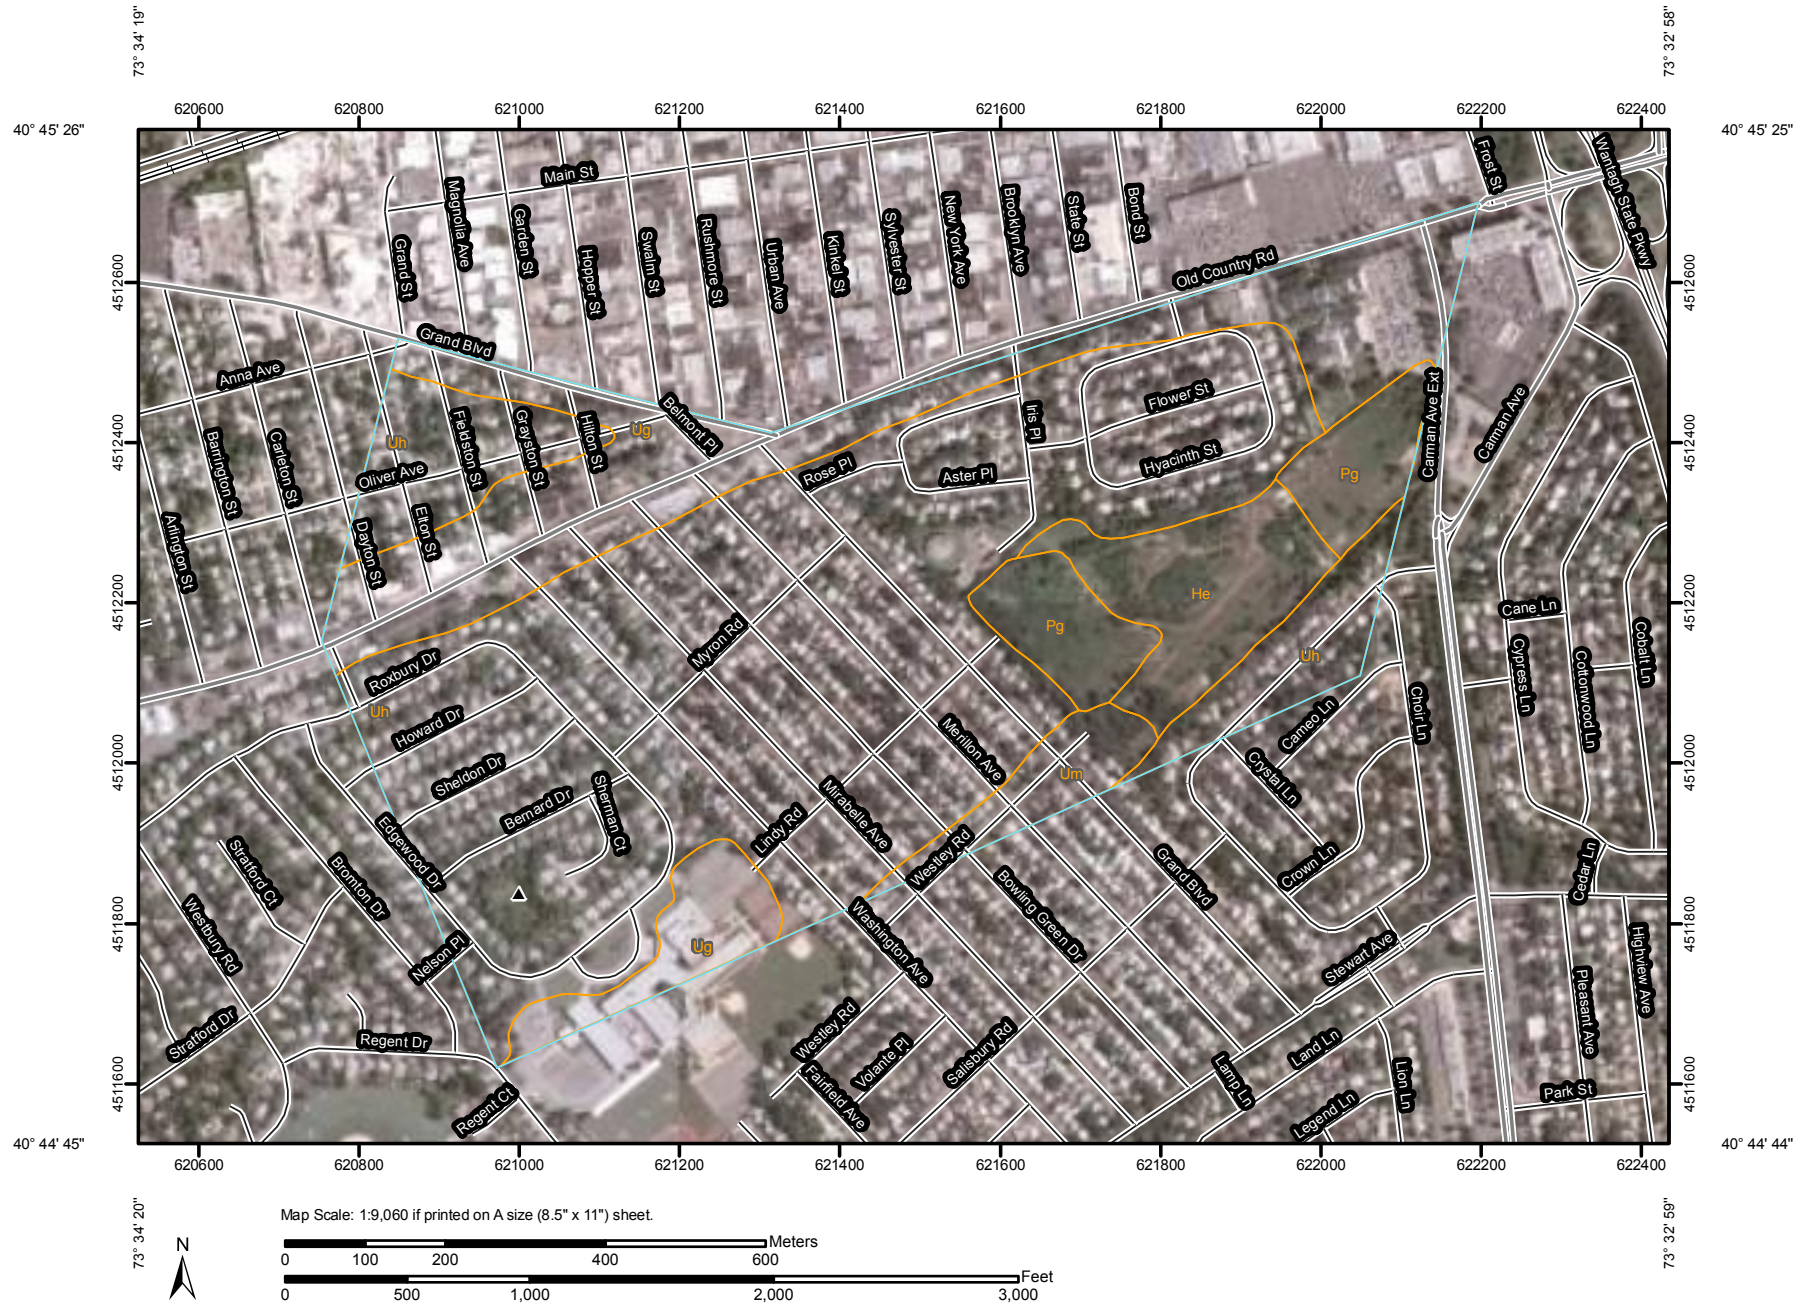 73° 34' 19"
73° 32' 58"
620600
620800
621000
621200
621400
621600
621800
622000
622200
622400
40° 45' 26"
40° 45' 25"
Main St
Magnolia Ave
Grand St
Garden St
Hopper St
Swalm St
Rushmore St
Urban Ave
Kinkel St
Sylvester St
New York Ave
Brooklyn Ave
State St
Bond St
Frost St
Wantagh State Pkwy
Old Country Rd
4512600
4512600
Grand Blvd
Anna Ave
Belmont Pl
Flower St
Iris Pl
Hyacinth St
Aster Pl
Rose Pl
Carman Ave Ext
Carman Ave
4512400
4512400
Barrington St
Carleton St
Uh
Oliver Ave
Fieldston St
Grayston St
Hilton St
Ug
Pg
Arlington St
Dayton St
Elton St
4512200
4512200
He
Pg
Uh
Cane Ln
Cypress Ln
Cottonwood Ln
Cobalt Ln
Myron Rd
Roxbury Dr
Uh
Howard Dr
Sheldon Dr
Bernard Dr
Sherman Ct
Merillon Ave
Mirabelle Ave
Lindy Rd
Um
Cameo Ln
Choir Ln
Crystal Ln
4512000
4512000
Edgewood Dr
Stratford Ct
Bromton Dr
Westbury Rd
Nelson Pl
Westley Rd
Bowling Green Dr
Grand Blvd
Crown Ln
Cedar Ln
4511800
4511800
Ug
Washington Ave
Stewart Ave
Highview Ave
Pleasant Ave
Stratford Dr
Regent Dr
Regent Ct
Westley Rd
Volante Pl
Fairfield Ave
Salisbury Rd
Lamp Ln
Land Ln
Legend Ln
Lion Ln
Park St
4511600
4511600
40° 44' 45"
40° 44' 44"
620600
620800
621000
621200
621400
621600
621800
622000
622200
622400
73° 34' 20"
73° 32' 59"
Map Scale: 1:9,060 if printed on A size (8.5" x 11") sheet.
N
Meters
0
100
200
400
600
Feet
0
500
1,000
2,000
3,000